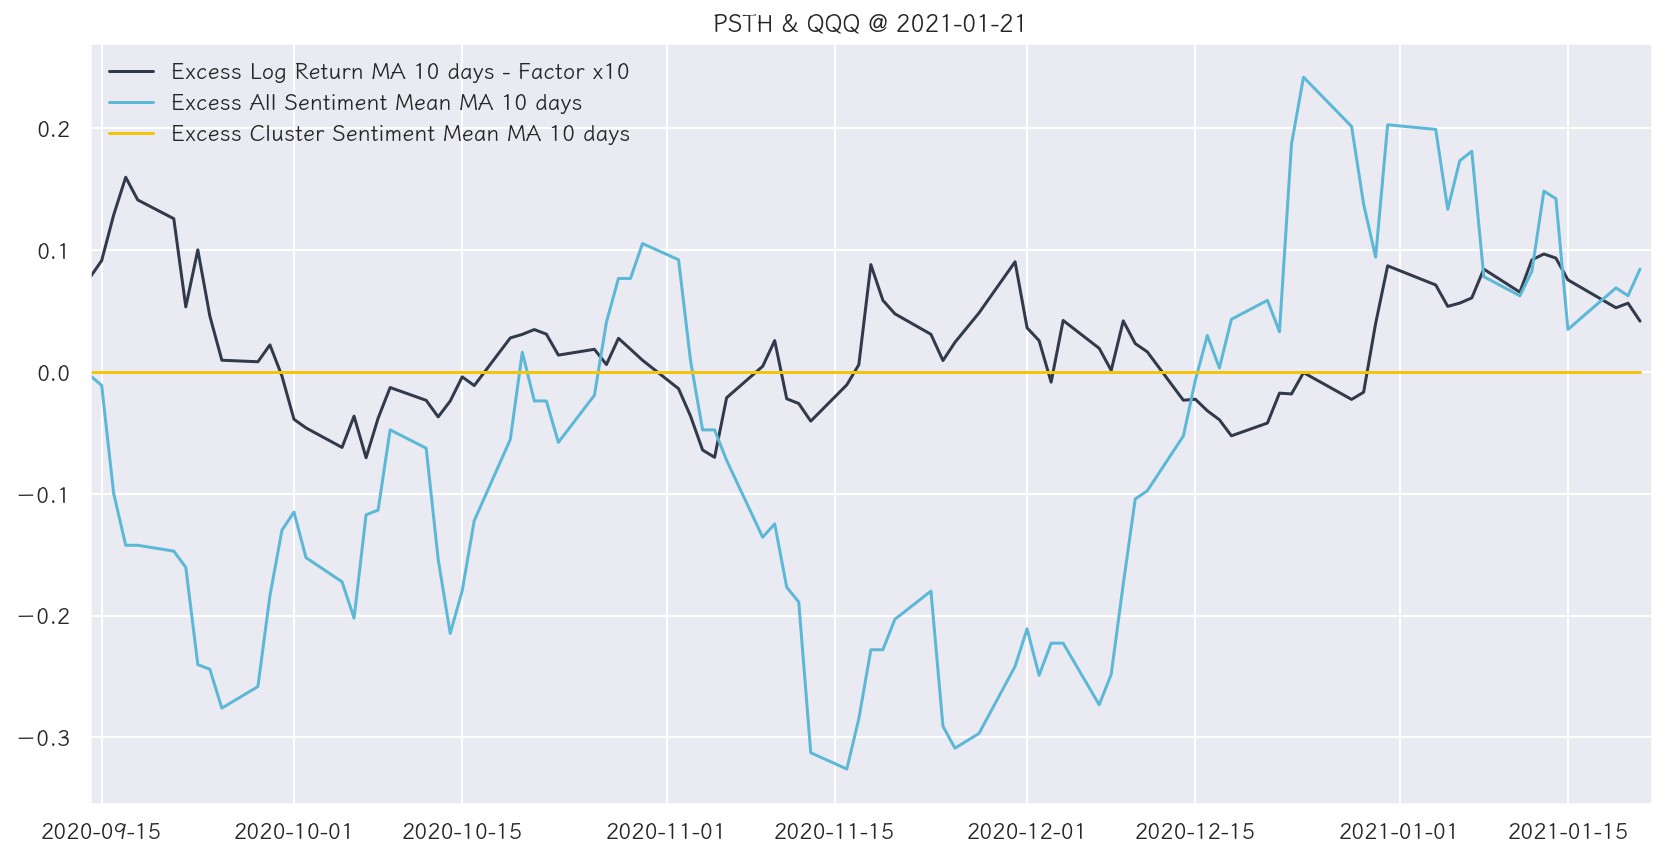 PSTH & QQQ @ 2021-01-21
Excess Log Return MA 10 days - Factor x10
Excess All Sentiment Mean MA 10 days
Excess Cluster Sentiment Mean MA 10 days
0.2
0.1
0.0
−0.1
−0.2
−0.3
2020-09-15 2020-10-01 2020-10-15 2020-11-01 2020-11-15 2020-12-01 2020-12-15 2021-01-01 2021-01-15